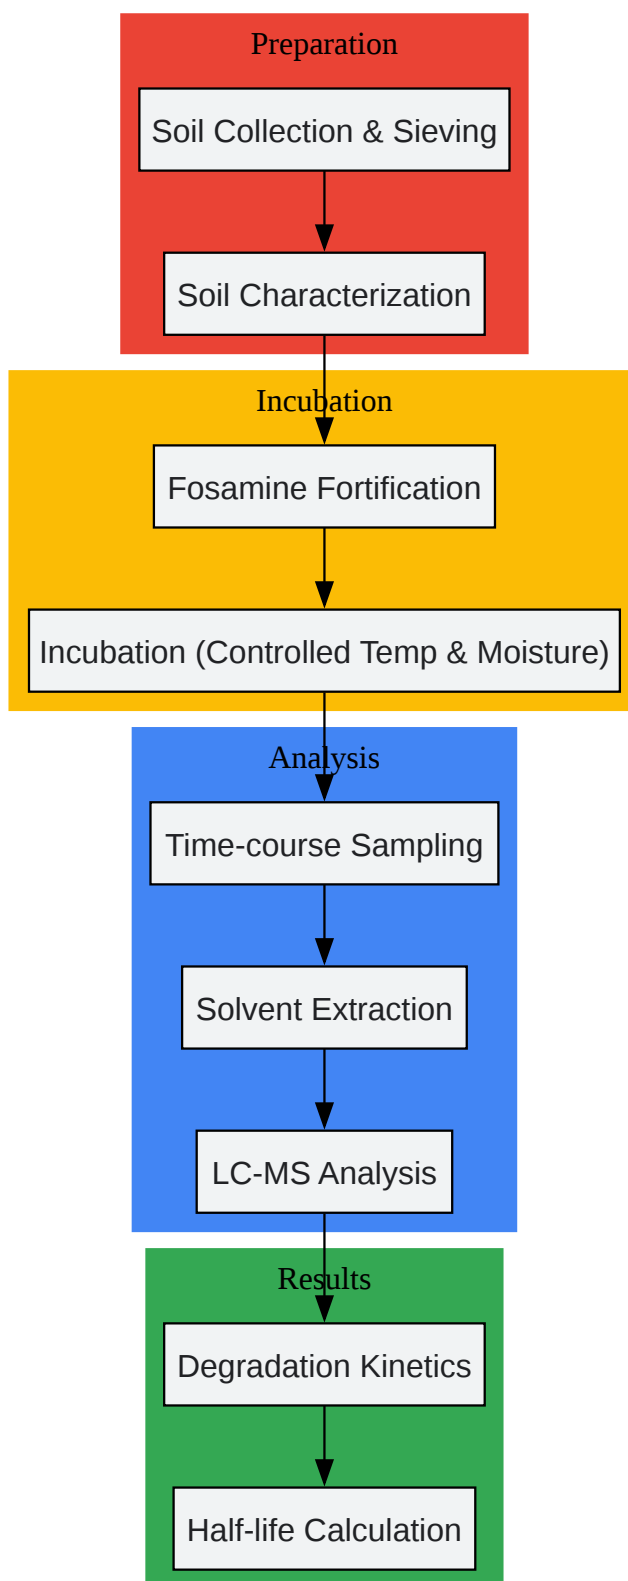 Preparation
Soil Collection & Sieving
Soil Characterization
Incubation
Fosamine Fortification
Incubation (Controlled Temp & Moisture)
Analysis
Time-course Sampling
Solvent Extraction
LC-MS Analysis
Results
Degradation Kinetics
Half-life Calculation